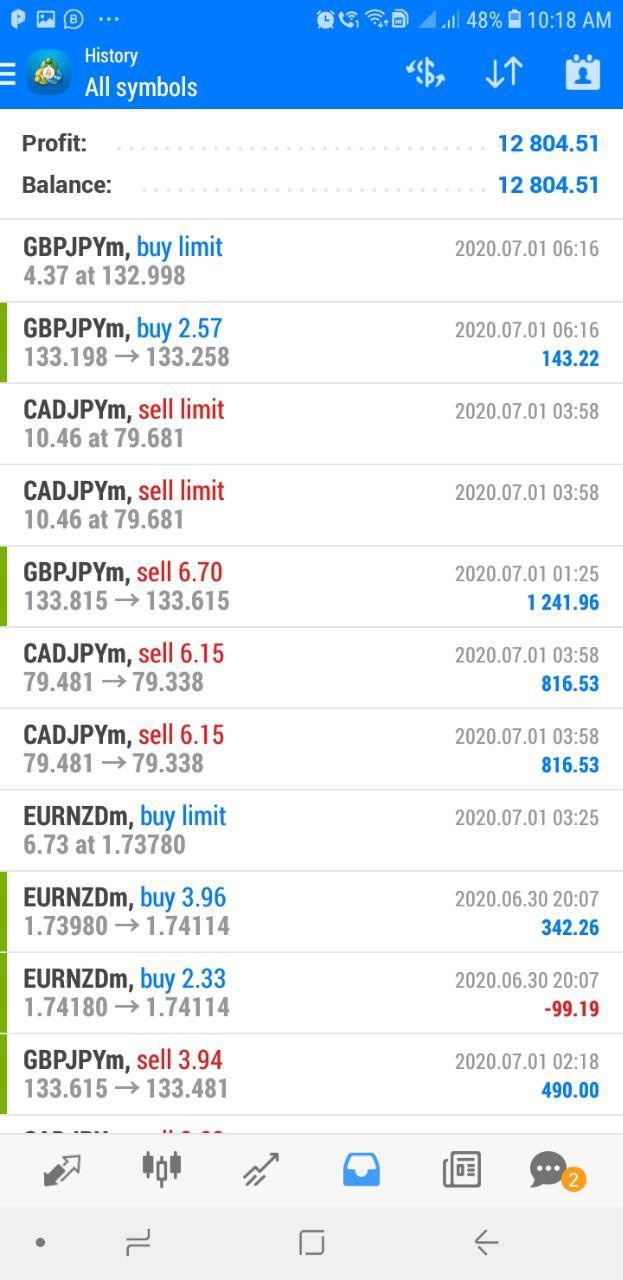 48% 10:18 AM
History
All symbols
Profit: 12 804.51
Balance: 12 804.51
GBPJPYm, buy limit 2020.07.01 06:16
4.37 at 132.998
GBPJPYm, buy 2.57 2020.07.01 06:16
133.198 → 133.258 143.22
CADJPYm, sell limit 2020.07.01 03:58
10.46 at 79.681
CADJPYm, sell limit 2020.07.01 03:58
10.46 at 79.681
GBPJPYm, sell 6.70 2020.07.01 01:25
133.815 → 133.615 1 241.96
CADJPYm, sell 6.15 2020.07.01 03:58
79.481 → 79.338 816.53
CADJPYm, sell 6.15 2020.07.01 03:58
79.481 → 79.338 816.53
EURNZDm, buy limit 2020.07.01 03:25
6.73 at 1.73780
EURNZDm, buy 3.96 2020.06.30 20:07
1.73980 → 1.74114 342.26
EURNZDm, buy 2.33 2020.06.30 20:07
1.74180 → 1.74114 -99.19
GBPJPYm, sell 3.94 2020.07.01 02:18
133.615 → 133.481 490.00
2